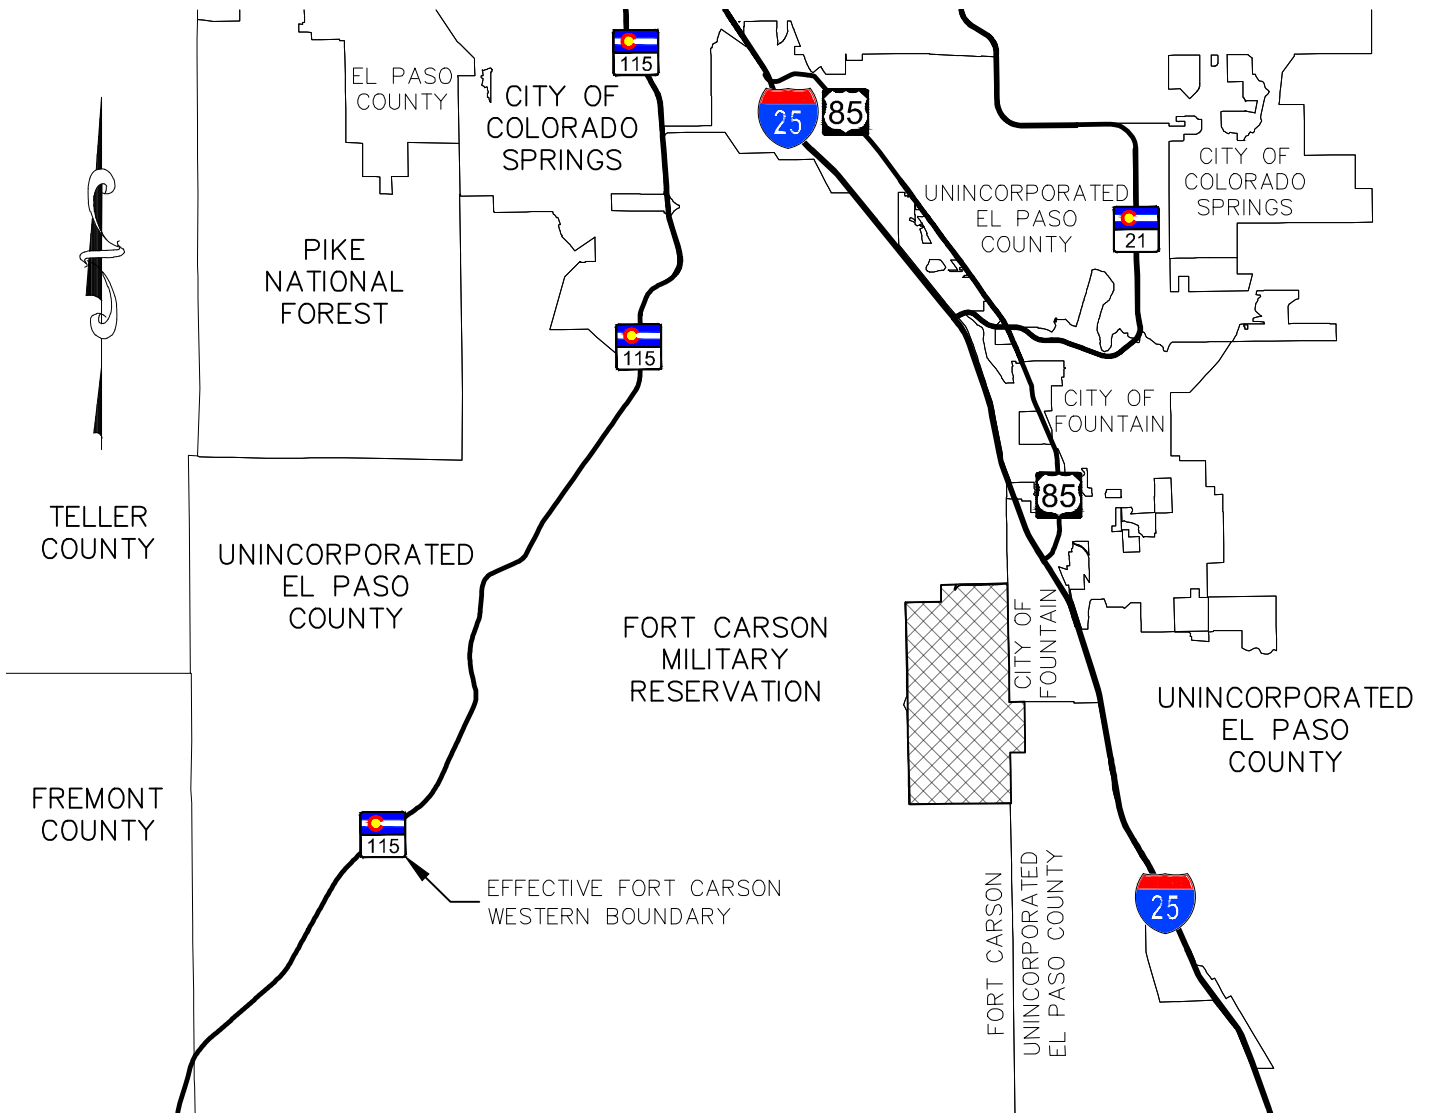 115
EL PASO
COUNTY
CITY OF
COLORADO
SPRINGS
25
85
CITY OF
COLORADO
SPRINGS
UNINCORPORATED
EL PASO
COUNTY
21
PIKE
NATIONAL
FOREST
115
CITY OF
FOUNTAIN
85
TELLER
COUNTY
UNINCORPORATED
EL PASO
COUNTY
FORT CARSON
MILITARY
RESERVATION
CITY OF
FOUNTAIN
UNINCORPORATED
EL PASO
COUNTY
FREMONT
COUNTY
115
EFFECTIVE FORT CARSON
WESTERN BOUNDARY
FORT CARSON
UNINCORPORATED
EL PASO COUNTY
25